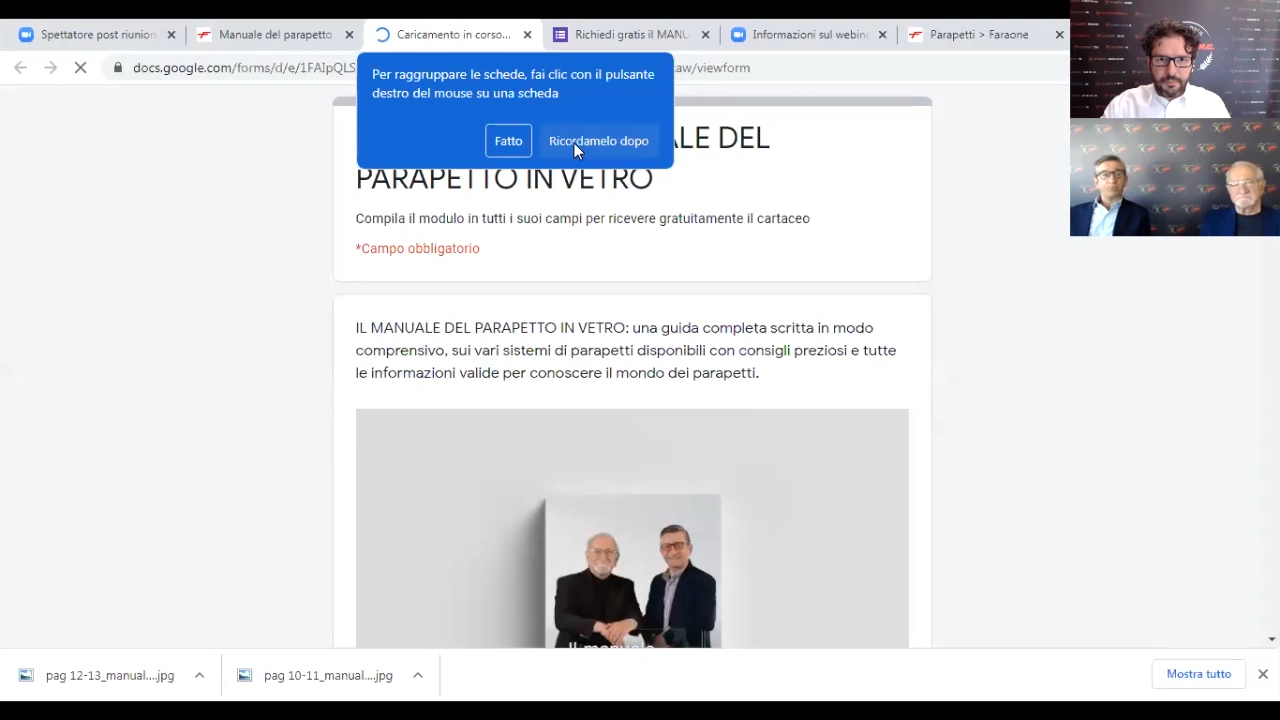 Spettatore post riunion
Manuale del parapetto
Caricamento in corso...
Richiedi gratis il MANU
Informazioni sul webina
Parapetti > Faraone
ocs.google.com/forms/d/e/1FAIpQLS
aw/viewform
Per raggruppare le schede, fai clic con il pulsante
destro del mouse su una scheda
Fatto
Ricordamelo dopo
ALE DEL
PARAPETTO IN VETRO
Compila il modulo in tutti i suoi campi per ricevere gratuitamente il cartaceo
*Campo obbligatorio
IL MANUALE DEL PARAPETTO IN VETRO: una guida completa scritta in modo
comprensivo, sui vari sistemi di parapetti disponibili con consigli preziosi e tutte
le informazioni valide per conoscere il mondo dei parapetti.
Il manuale
pag 12-13_manual....jpg
pag 10-11_manual....jpg
Mostra tutto